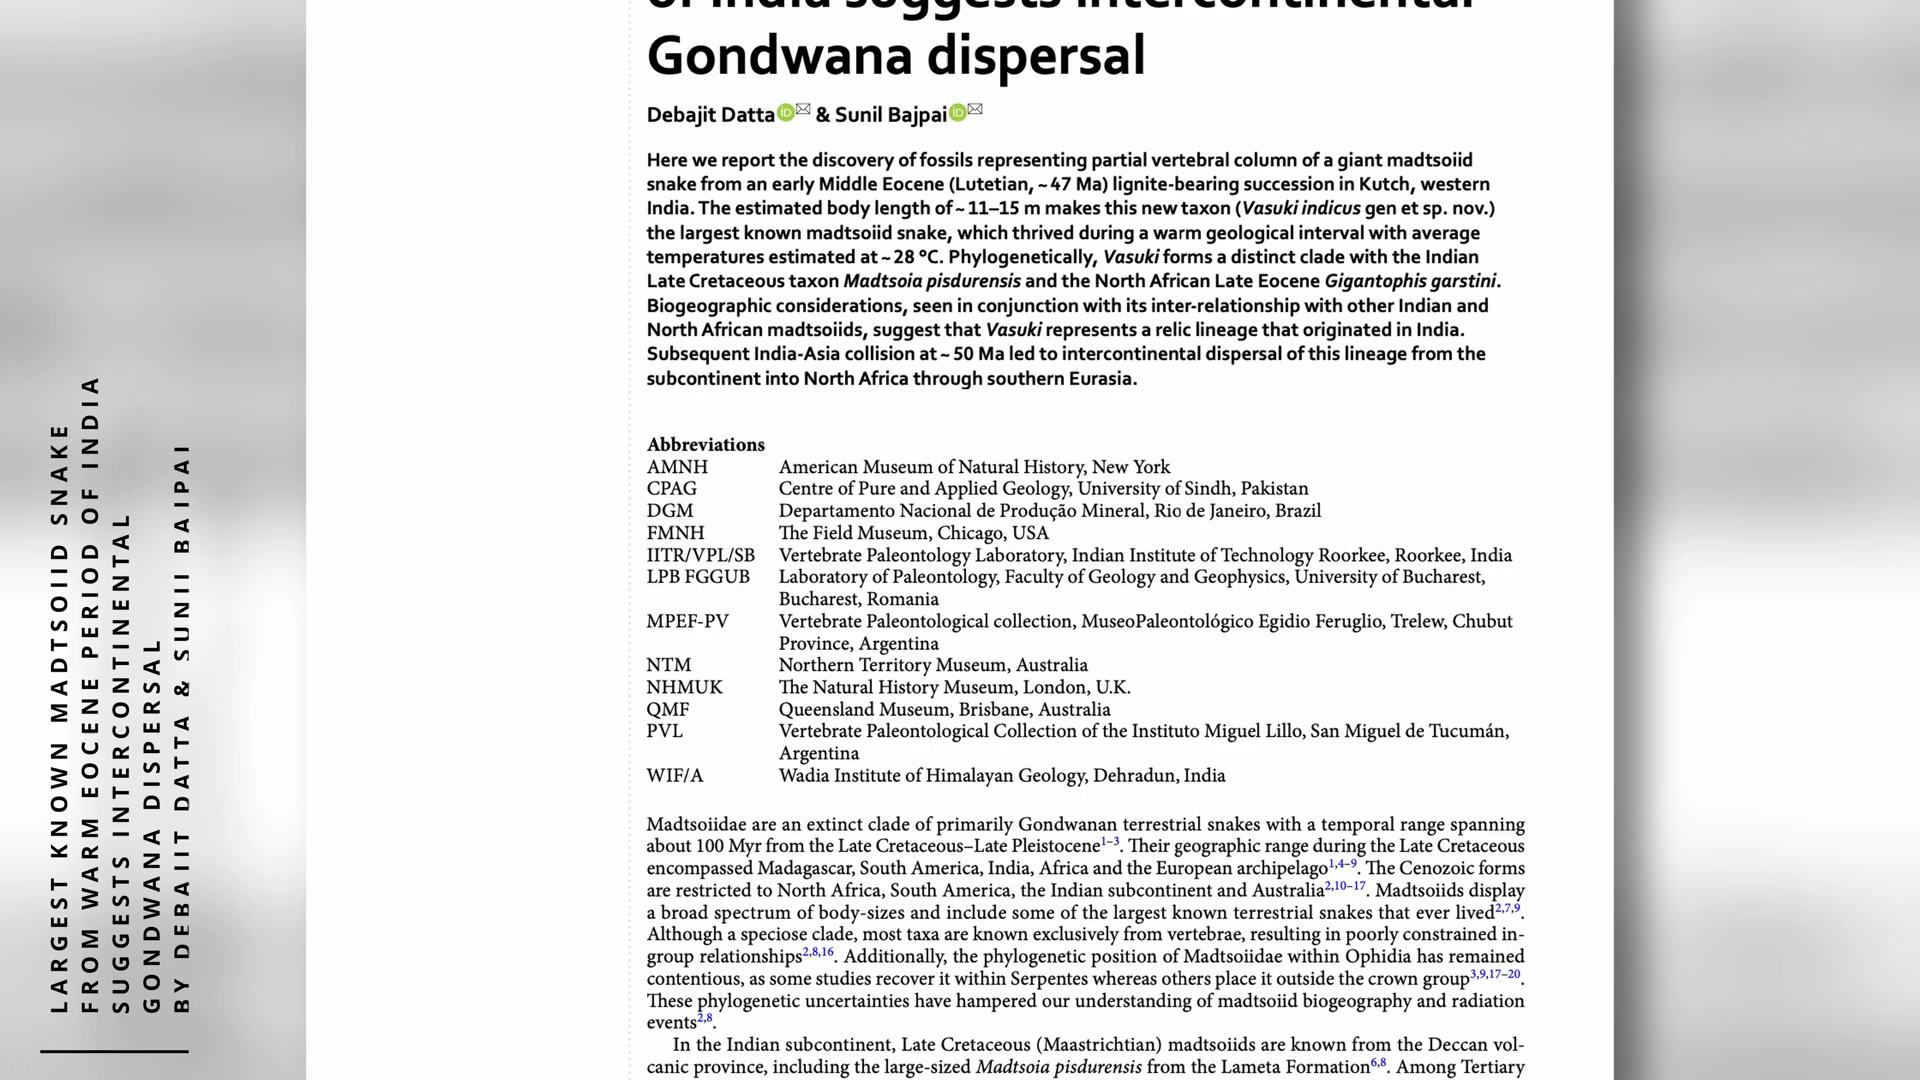 LARGEST KNOWN MADTSOIID SNAKE
FROM WARM EOCENE PERIOD OF INDIA
SUGGESTS INTERCONTINENTAL
GONDWANA DISPERSAL
BY DEBAJIT DATTA & SUNIL BAJPAI
of India suggests intercontinental
Gondwana dispersal
Debajit Datta & Sunil Bajpai
Here we report the discovery of fossils representing partial vertebral column of a giant madtsoiid
snake from an early Middle Eocene (Lutetian, ~ 47 Ma) lignite-bearing succession in Kutch, western
India. The estimated body length of ~ 11–15 m makes this new taxon (Vasuki indicus gen et sp. nov.)
the largest known madtsoiid snake, which thrived during a warm geological interval with average
temperatures estimated at ~ 28 °C. Phylogenetically, Vasuki forms a distinct clade with the Indian
Late Cretaceous taxon Madtsoia pisdurensis and the North African Late Eocene Gigantophis garstini.
Biogeographic considerations, seen in conjunction with its inter-relationship with other Indian and
North African madtsoiids, suggest that Vasuki represents a relic lineage that originated in India.
Subsequent India-Asia collision at ~ 50 Ma led to intercontinental dispersal of this lineage from the
subcontinent into North Africa through southern Eurasia.
Abbreviations
AMNH American Museum of Natural History, New York
CPAG Centre of Pure and Applied Geology, University of Sindh, Pakistan
DGM Departamento Nacional de Produção Mineral, Rio de Janeiro, Brazil
FMNH The Field Museum, Chicago, USA
IITR/VPL/SB Vertebrate Paleontology Laboratory, Indian Institute of Technology Roorkee, Roorkee, India
LPB FGGUB Laboratory of Paleontology, Faculty of Geology and Geophysics, University of Bucharest,
Bucharest, Romania
MPEF-PV Vertebrate Paleontological collection, MuseoPaleontológico Egidio Feruglio, Trelew, Chubut
Province, Argentina
NTM Northern Territory Museum, Australia
NHMUK The Natural History Museum, London, U.K.
QMF Queensland Museum, Brisbane, Australia
PVL Vertebrate Paleontological Collection of the Instituto Miguel Lillo, San Miguel de Tucumán,
Argentina
WIF/A Wadia Institute of Himalayan Geology, Dehradun, India
Madtsoiidae are an extinct clade of primarily Gondwanan terrestrial snakes with a temporal range spanning
about 100 Myr from the Late Cretaceous–Late Pleistocene1–3. Their geographic range during the Late Cretaceous
encompassed Madagascar, South America, India, Africa and the European archipelago1,4–9. The Cenozoic forms
are restricted to North Africa, South America, the Indian subcontinent and Australia2,10–17. Madtsoiids display
a broad spectrum of body-sizes and include some of the largest known terrestrial snakes that ever lived2,7,9.
Although a speciose clade, most taxa are known exclusively from vertebrae, resulting in poorly constrained in-
group relationships2,8,16. Additionally, the phylogenetic position of Madtsoiidae within Ophidia has remained
contentious, as some studies recover it within Serpentes whereas others place it outside the crown group3,9,17–20.
These phylogenetic uncertainties have hampered our understanding of madtsoiid biogeography and radiation
events2,8.
In the Indian subcontinent, Late Cretaceous (Maastrichtian) madtsoiids are known from the Deccan vol-
canic province, including the large-sized Madtsoia pisdurensis from the Lameta Formation6,8. Among Tertiary